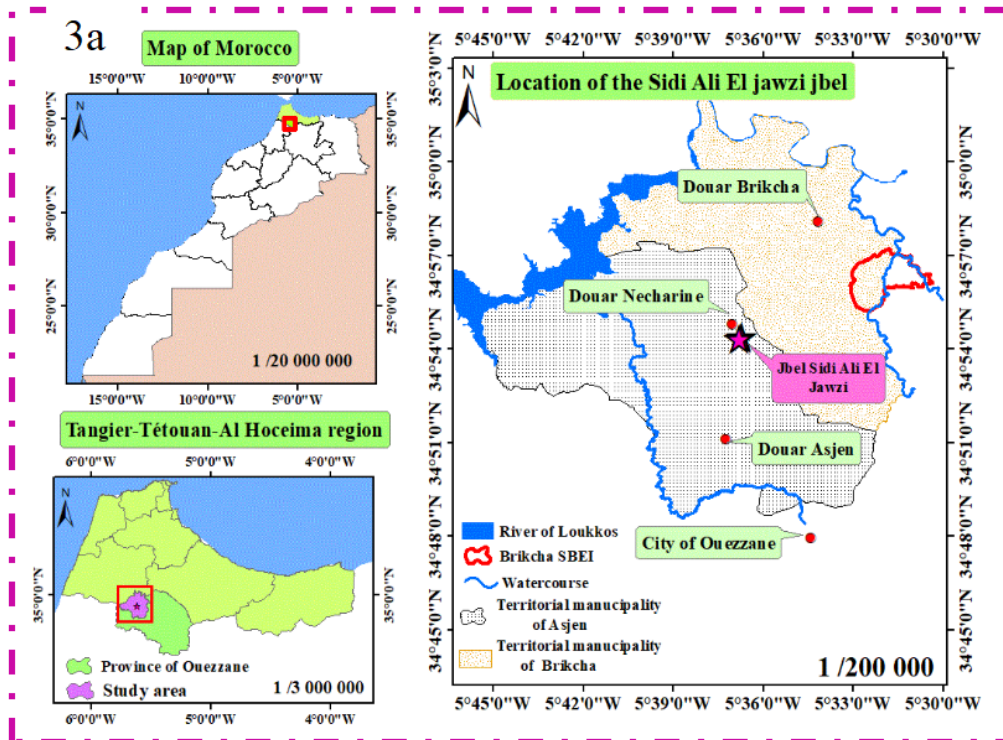 3a
Map of Morocco
15°0'0"W 10°0'0"W 5°0'0"W
N
35°0'0"N
30°0'0"N
25°0'0"N
35°0'0"N
30°0'0"N
25°0'0"N
1 /20 000 000
15°0'0"W 10°0'0"W 5°0'0"W
Tangier-Tétouan-Al Hoceima region
6°0'0"W 5°0'0"W 4°0'0"W
N
35°0'0"N
35°0'0"N
Province of Ouezzane
Study area
1 /3 000 000
6°0'0"W 5°0'0"W 4°0'0"W
5°45'0"W 5°42'0"W 5°39'0"W 5°36'0"W 5°33'0"W 5°30'0"W
Location of the Sidi Ali El jawzi jbel
N
35°3'0"N
35°0'0"N
34°57'0"N
34°54'0"N
34°51'0"N
34°48'0"N
34°45'0"N
Douar Brikcha
Douar Necharine
Jbel Sidi Ali El
Jawzi
Douar Asjen
City of Ouezzane
River of Loukkos
Brikcha SBEI
Watercourse
Territorial manucipality
of Asjen
Territorial manucipality
of Brikcha
1 /200 000
35°3'0"N
35°0'0"N
34°57'0"N
34°54'0"N
34°51'0"N
34°48'0"N
34°45'0"N
5°45'0"W 5°42'0"W 5°39'0"W 5°36'0"W 5°33'0"W 5°30'0"W